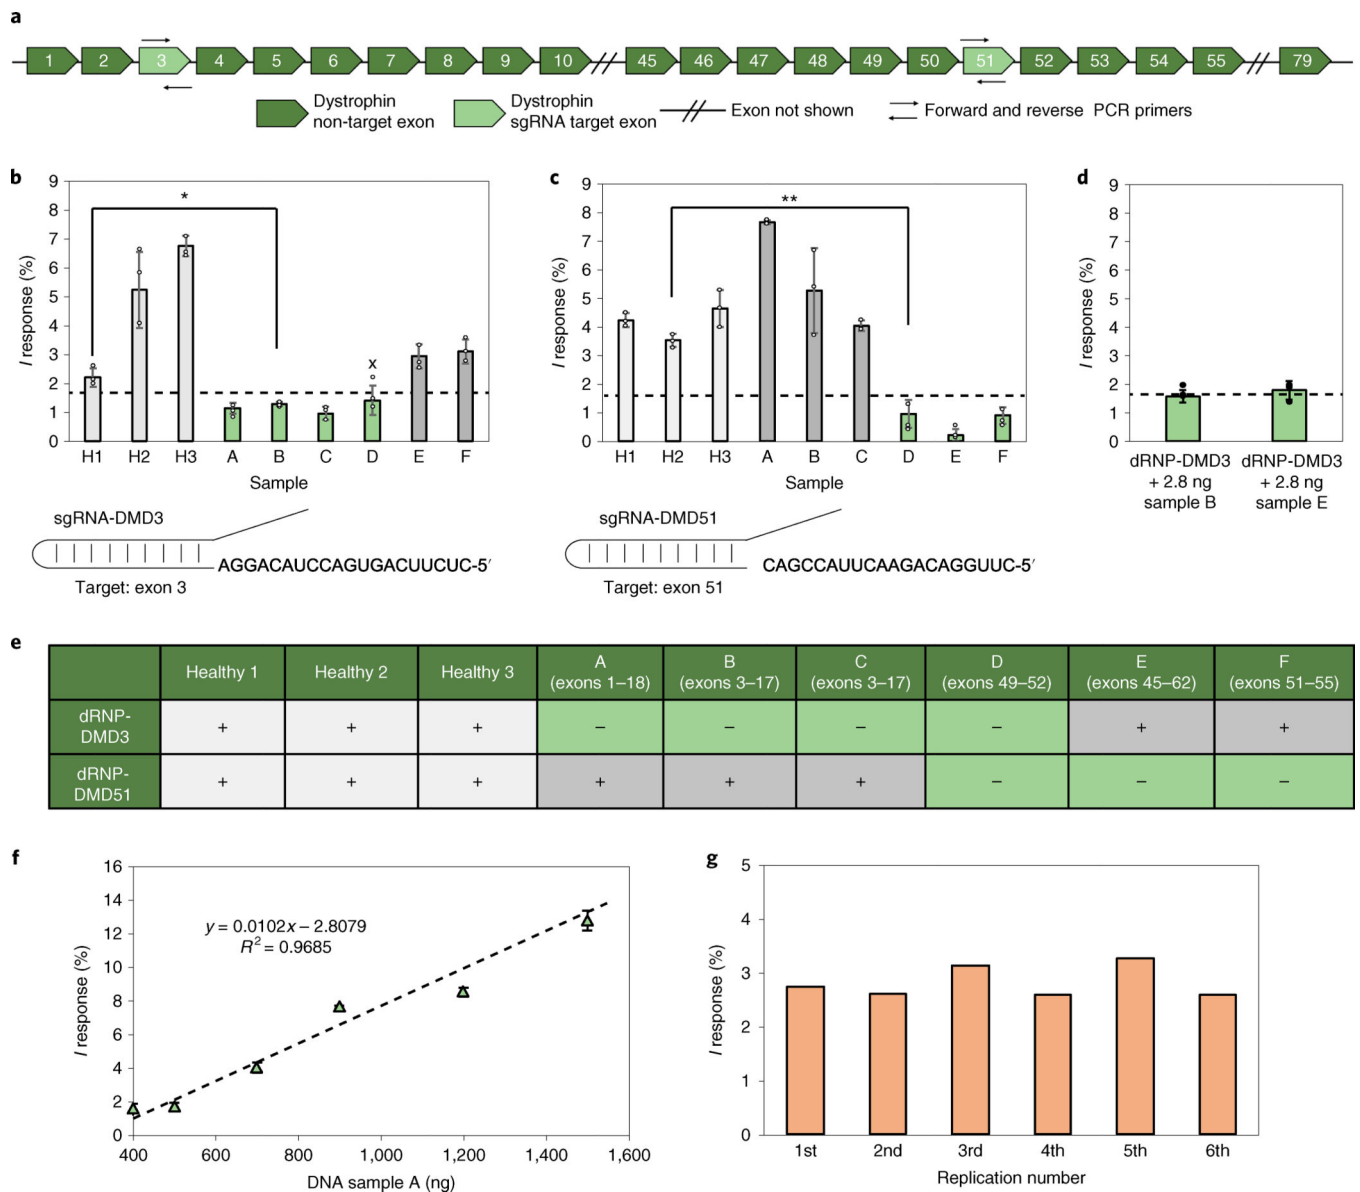 a
1 2 3 4 5 6 7 8 9 10 45 46 47 48 49 50 51 52 53 54 55 79
Dystrophin
non-target exon
Dystrophin
sgRNA target exon
Exon not shown
Forward and reverse PCR primers
b
9
8
7
6
5
4
3
2
1
0
I response (%)
*
x
H1 H2 H3 A B C D E F
Sample
sgRNA-DMD3
AGGACAUCCAGUGACUUCUC-5′
Target: exon 3
c
9
8
7
6
5
4
3
2
1
0
I response (%)
**
H1 H2 H3 A B C D E F
Sample
sgRNA-DMD51
CAGCCAUUCAAGACAGGUUC-5′
Target: exon 51
d
9
8
7
6
5
4
3
2
1
0
I response (%)
dRNP-DMD3
+ 2.8 ng
sample B
dRNP-DMD3
+ 2.8 ng
sample E
e
Healthy 1
Healthy 2
Healthy 3
A
(exons 1–18)
B
(exons 3–17)
C
(exons 3–17)
D
(exons 49–52)
E
(exons 45–62)
F
(exons 51–55)
dRNP-
DMD3
+ + + – – – – + +
dRNP-
DMD51
+ + + + + + – – –
f
16
14
12
10
8
6
4
2
0
I response (%)
y = 0.0102x – 2.8079
R² = 0.9685
400 600 800 1,000 1,200 1,400 1,600
DNA sample A (ng)
g
5
4
3
2
1
0
I response (%)
1st 2nd 3rd 4th 5th 6th
Replication number